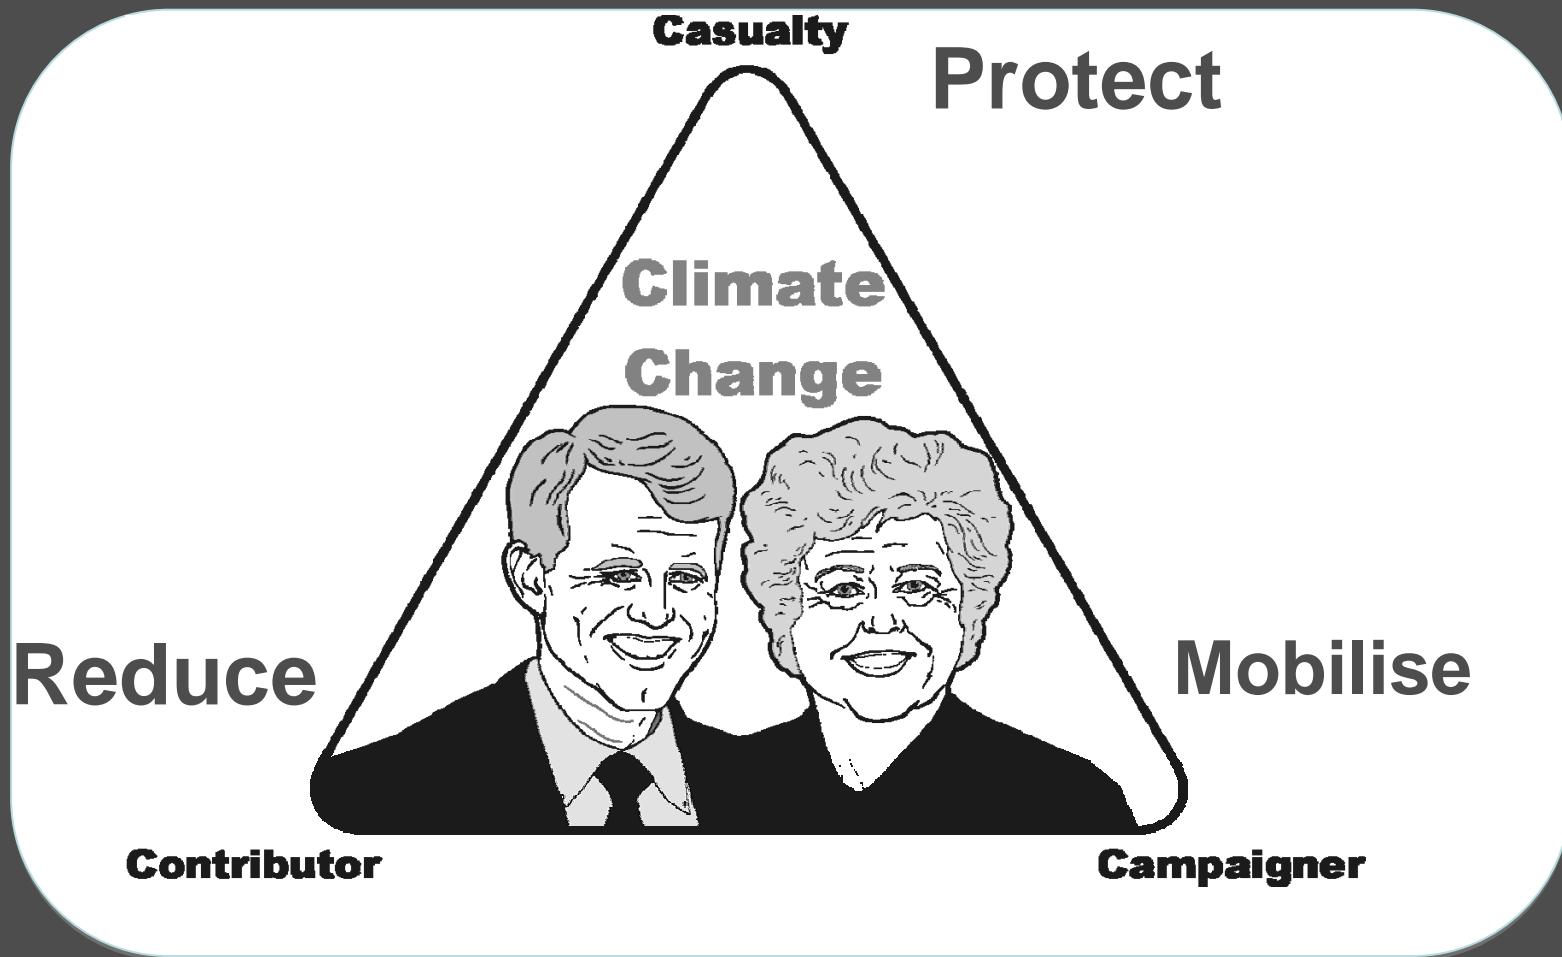 Casualty
Protect
Climate
Change
Reduce
Mobilise
Contributor
Campaigner